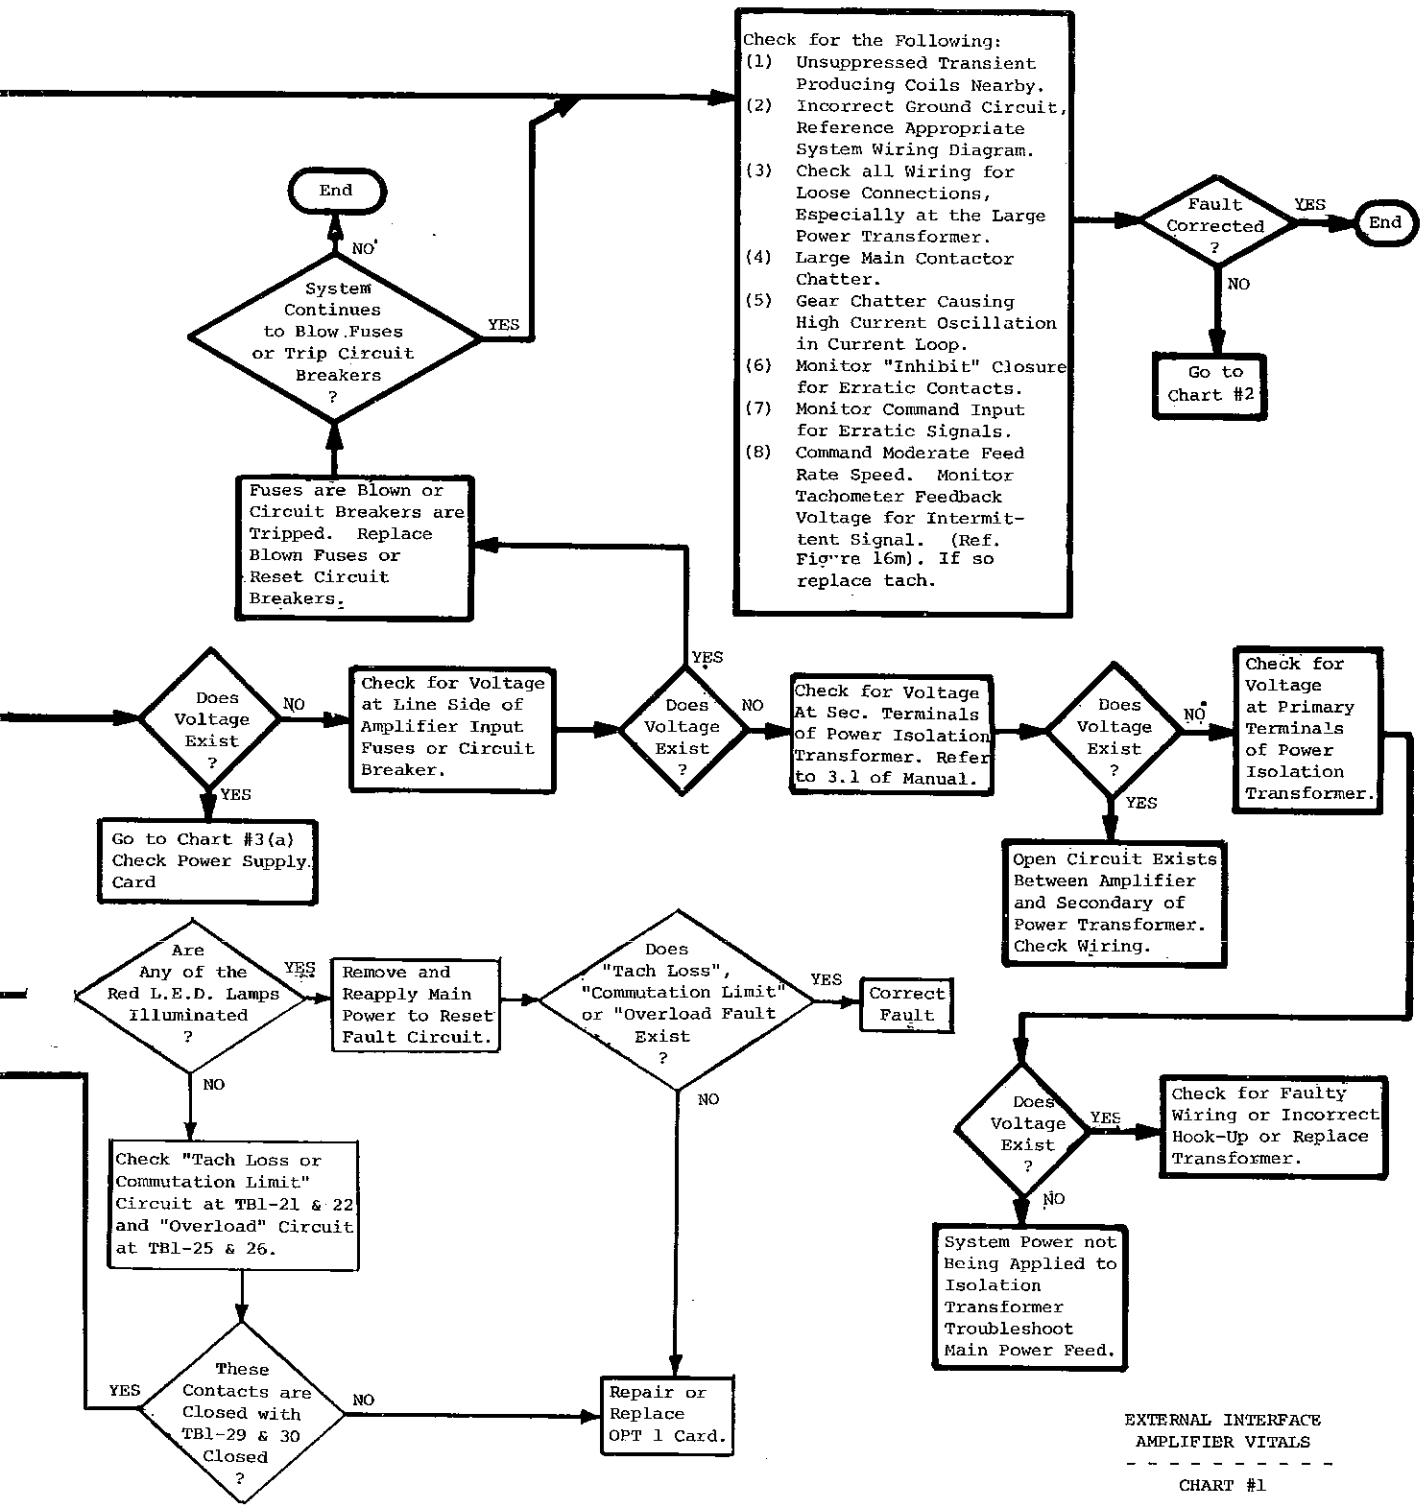 Check for the Following:
(1) Unsuppressed Transient
Producing Coils Nearby.
(2) Incorrect Ground Circuit,
Reference Appropriate
System Wiring Diagram.
(3) Check all Wiring for
Loose Connections,
Especially at the Large
Power Transformer.
(4) Large Main Contactor
Chatter.
(5) Gear Chatter Causing
High Current Oscillation
in Current Loop.
(6) Monitor "Inhibit" Closure
for Erratic Contacts.
(7) Monitor Command Input
for Erratic Signals.
(8) Command Moderate Feed
Rate Speed. Monitor
Tachometer Feedback
Voltage for Intermit-
tent Signal. (Ref.
Figure 16m). If so
replace tach.
Fault
Corrected
?
YES
End
NO
Go to
Chart #2
End
NO
System
Continues
to Blow Fuses
or Trip Circuit
Breakers
?
YES
Fuses are Blown or
Circuit Breakers are
Tripped. Replace
Blown Fuses or
Reset Circuit
Breakers.
Does
Voltage
Exist
?
NO
YES
Go to Chart #3(a)
Check Power Supply
Card
Check for Voltage
at Line Side of
Amplifier Input
Fuses or Circuit
Breaker.
YES
Does
Voltage
Exist
?
NO
Check for Voltage
At Sec. Terminals
of Power Isolation
Transformer. Refer
to 3.1 of Manual.
Does
Voltage
Exist
?
NO
YES
Open Circuit Exists
Between Amplifier
and Secondary of
Power Transformer.
Check Wiring.
Check for
Voltage
at Primary
Terminals
of Power
Isolation
Transformer.
Are
Any of the
Red L.E.D. Lamps
Illuminated
?
YES
NO
Remove and
Reapply Main
Power to Reset
Fault Circuit.
Does
"Tach Loss",
"Commutation Limit"
or "Overload Fault
Exist
?
YES
NO
Correct
Fault
Does
Voltage
Exist
?
YES
NO
Check for Faulty
Wiring or Incorrect
Hook-Up or Replace
Transformer.
System Power not
Being Applied to
Isolation
Transformer
Troubleshoot
Main Power Feed.
Check "Tach Loss or
Commutation Limit"
Circuit at TB1-21 & 22
and "Overload" Circuit
at TB1-25 & 26.
These
Contacts are
Closed with
TB1-29 & 30
Closed
?
YES
NO
Repair or
Replace
OPT 1 Card.
EXTERNAL INTERFACE
AMPLIFIER VITALS
- - - - - - - - - -
CHART #1